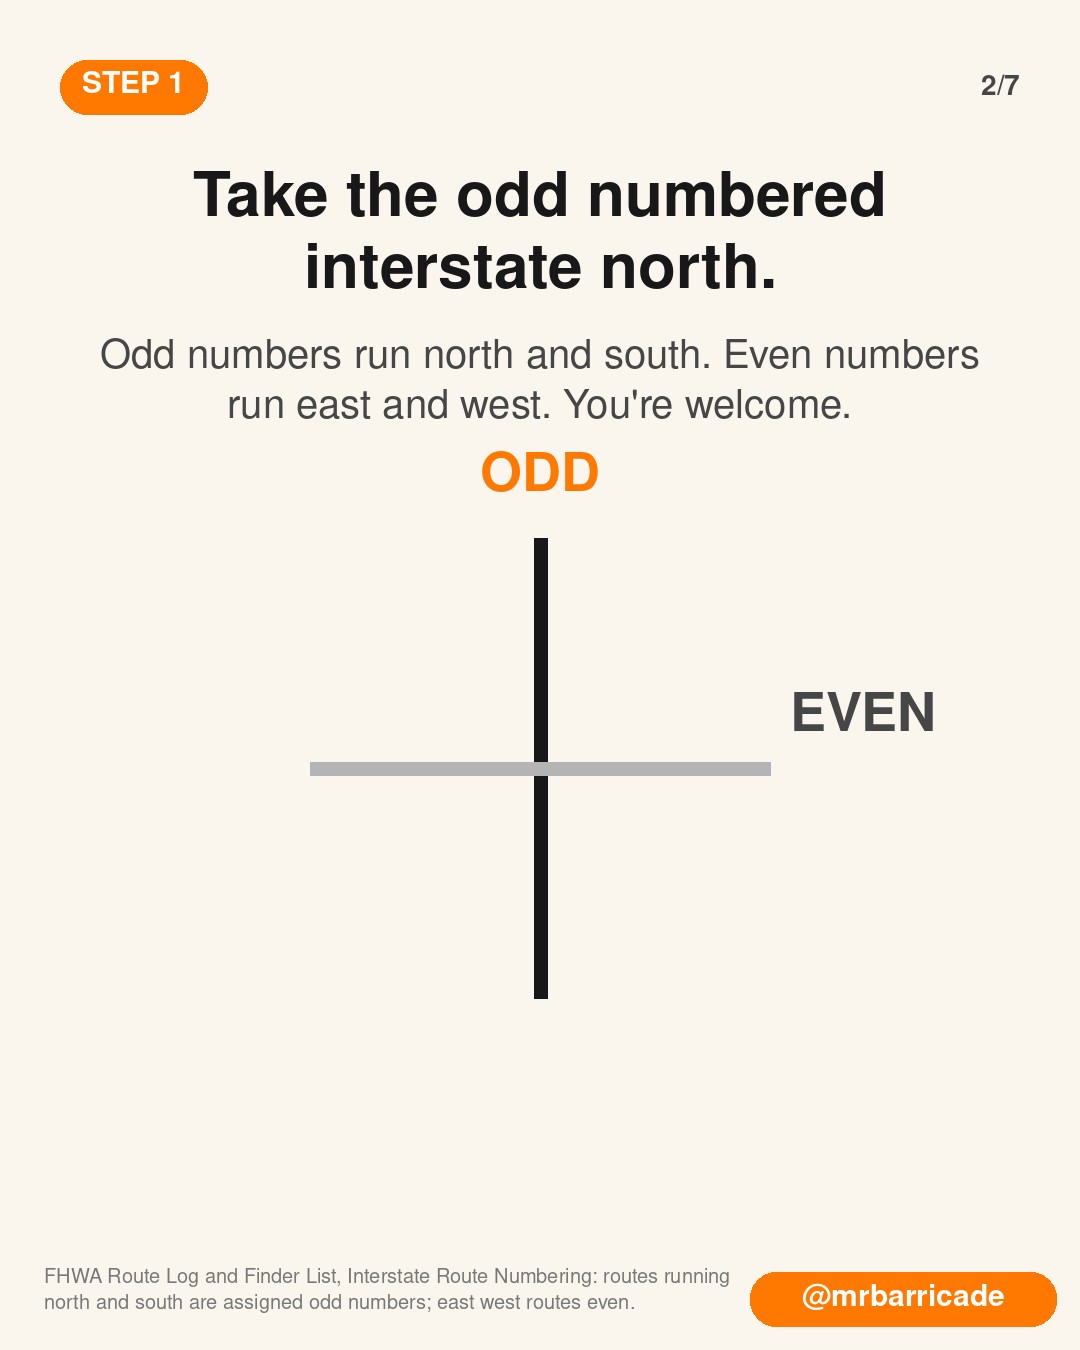 STEP 1
2/7
Take the odd numbered
interstate north.
Odd numbers run north and south. Even numbers
run east and west. You're welcome.
ODD
EVEN
FHWA Route Log and Finder List, Interstate Route Numbering: routes running
north and south are assigned odd numbers; east west routes even.
@mrbarricade